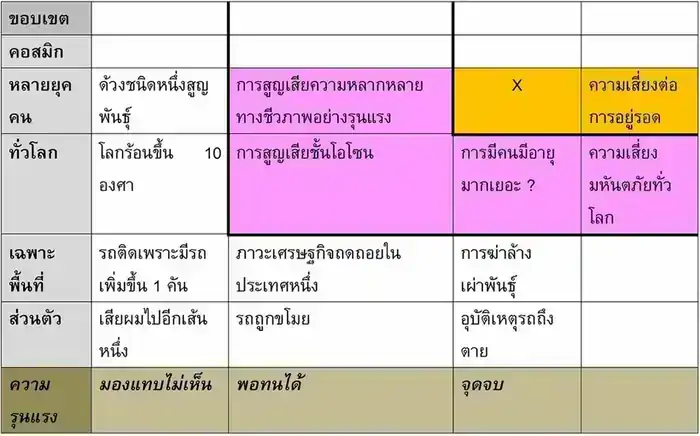 ขอบเขต
คอสมิก
หลายยุค ด้วงชนิดหนึ่งสูญ การสูญเสียความหลากหลาย X ความเสี่ยงต่อ
คน พันธุ์ ทางชีวภาพอย่างรุนแรง การอยู่รอด
ทั่วโลก โลกร้อนขึ้น 10 การสูญเสียชั้นโอโซน การมีคนมีอายุ ความเสี่ยง
องศา มากเยอะ ? มหันตภัยทั่ว
โลก
เฉพาะ รถติดเพราะมีรถ ภาวะเศรษฐกิจถดถอยใน การฆ่าล้าง
พื้นที่ เพิ่มขึ้น 1 คัน ประเทศหนึ่ง เผ่าพันธุ์
ส่วนตัว เสียผมไปอีกเส้น รถถูกขโมย อุบัติเหตุรถถึง
หนึ่ง ตาย
ความ มองแทบไม่เห็น พอทนได้ จุดจบ
รุนแรง